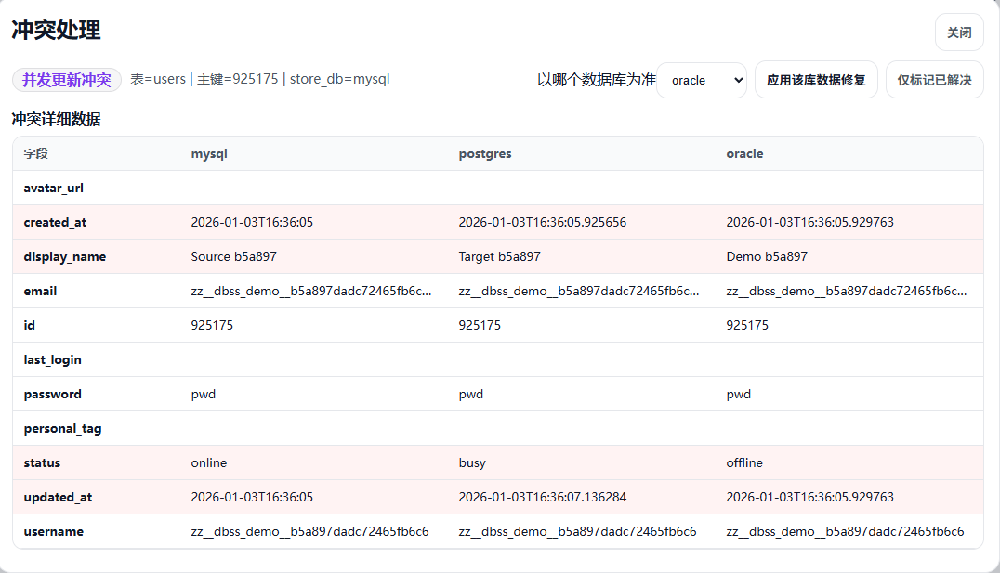 冲突处理
关闭
并发更新冲突 表=users | 主键=925175 | store_db=mysql 以哪个数据库为准 oracle 应用该库数据修复 仅标记已解决
冲突详细数据
字段 mysql postgres oracle
avatar_url
created_at 2026-01-03T16:36:05 2026-01-03T16:36:05.925656 2026-01-03T16:36:05.929763
display_name Source b5a897 Target b5a897 Demo b5a897
email zz__dbss_demo__b5a897dadc72465fb6c... zz__dbss_demo__b5a897dadc72465fb6c... zz__dbss_demo__b5a897dadc72465fb6c...
id 925175 925175 925175
last_login
password pwd pwd pwd
personal_tag
status online busy offline
updated_at 2026-01-03T16:36:05 2026-01-03T16:36:07.136284 2026-01-03T16:36:05.929763
username zz__dbss_demo__b5a897dadc72465fb6c6 zz__dbss_demo__b5a897dadc72465fb6c6 zz__dbss_demo__b5a897dadc72465fb6c6